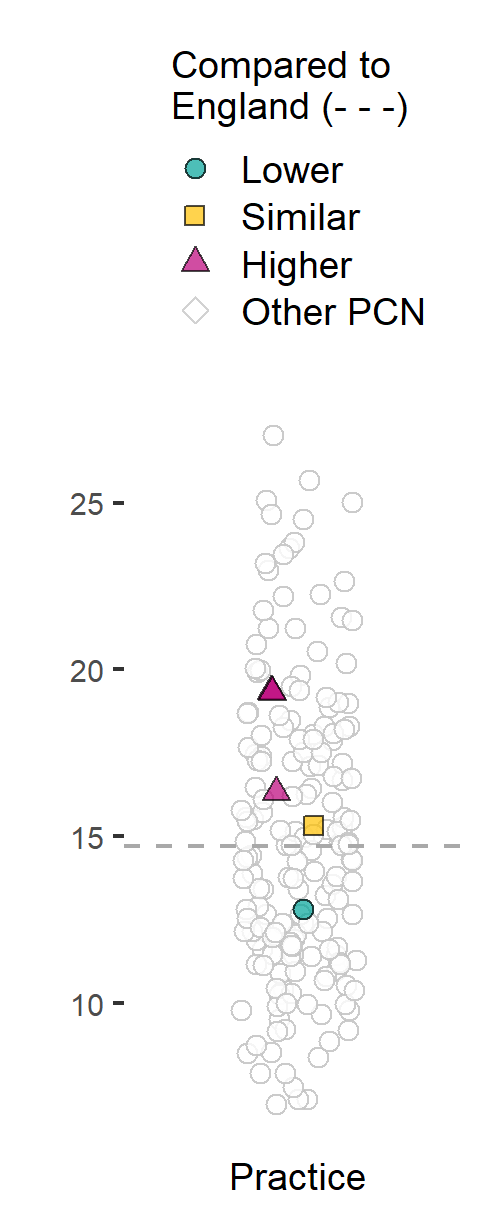 Compared to
England (- - -)
Lower
Similar
Higher
Other PCN
25
20
15
10
Practice